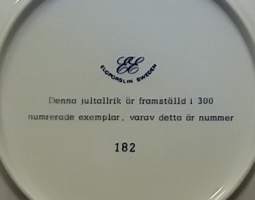 EE
ELGPORSLIN SWEDEN
Denna jultallrik är framställd i 300
numrerade exemplar, varav detta är nummer
182